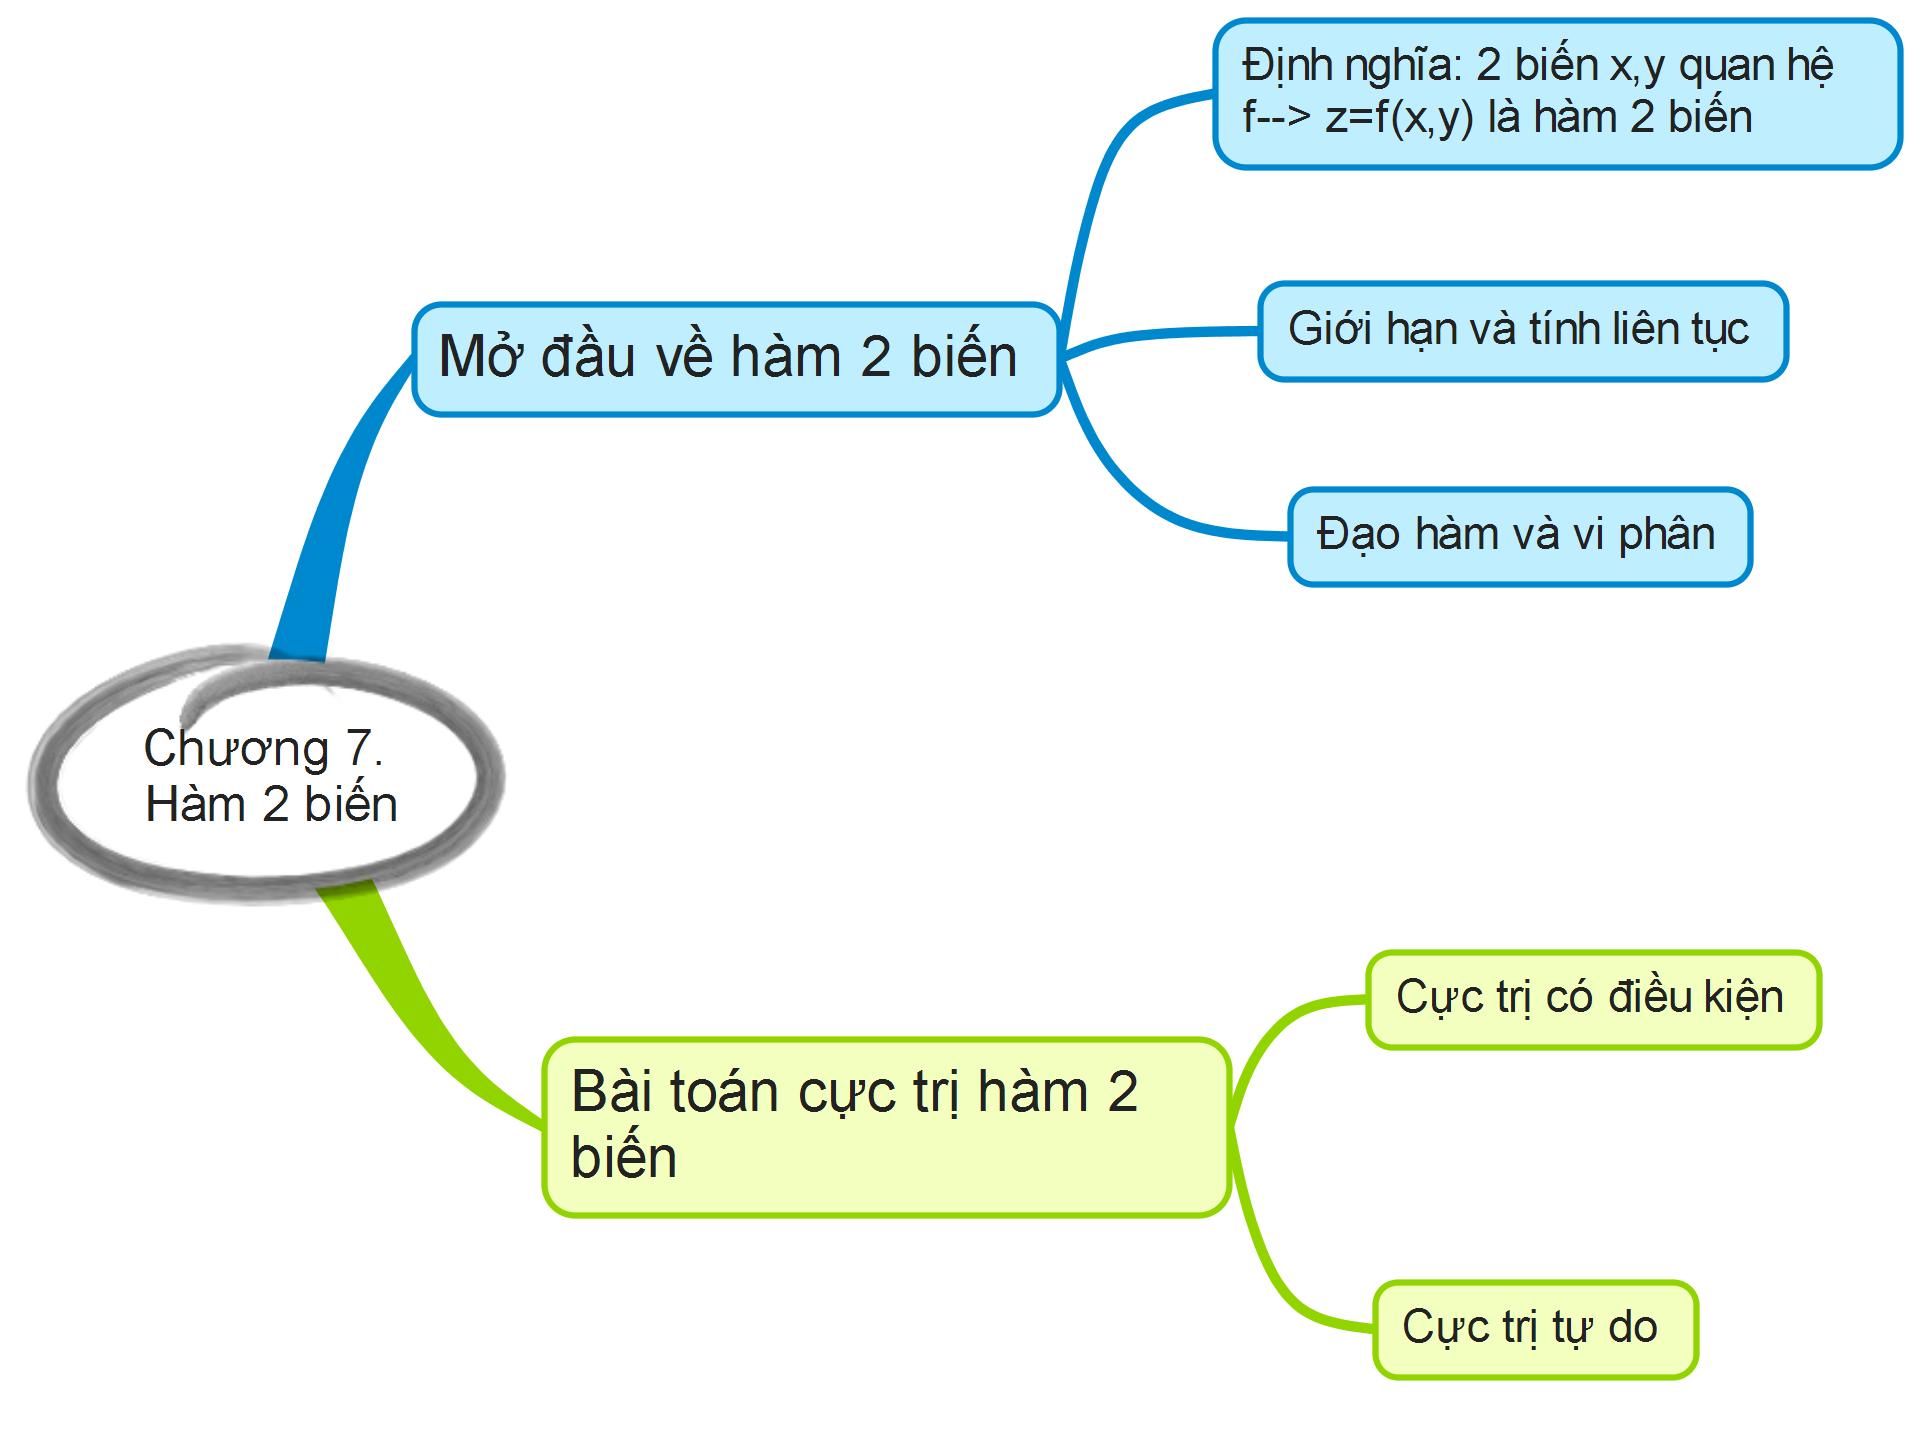 Định nghĩa: 2 biến x,y quan hệ
f--> z=f(x,y) là hàm 2 biến
Giới hạn và tính liên tục
Mở đầu về hàm 2 biến
Đạo hàm và vi phân
Chương 7.
Hàm 2 biến
Cực trị có điều kiện
Bài toán cực trị hàm 2
biến
Cực trị tự do